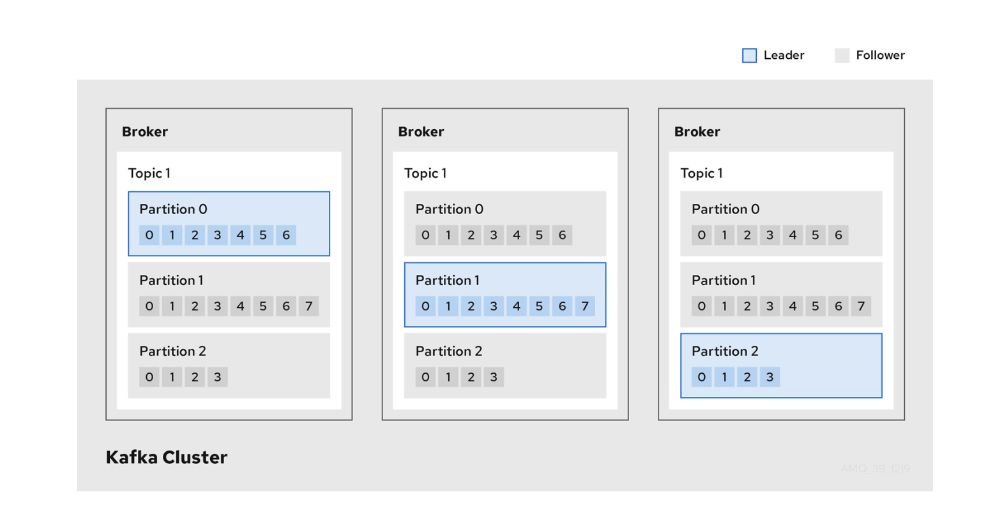 Leader
Follower
Broker
Topic 1
Partition 0
0 1 2 3 4 5 6
Partition 1
0 1 2 3 4 5 6 7
Partition 2
0 1 2 3
Broker
Topic 1
Partition 0
0 1 2 3 4 5 6
Partition 1
0 1 2 3 4 5 6 7
Partition 2
0 1 2 3
Broker
Topic 1
Partition 0
0 1 2 3 4 5 6
Partition 1
0 1 2 3 4 5 6 7
Partition 2
0 1 2 3
Kafka Cluster